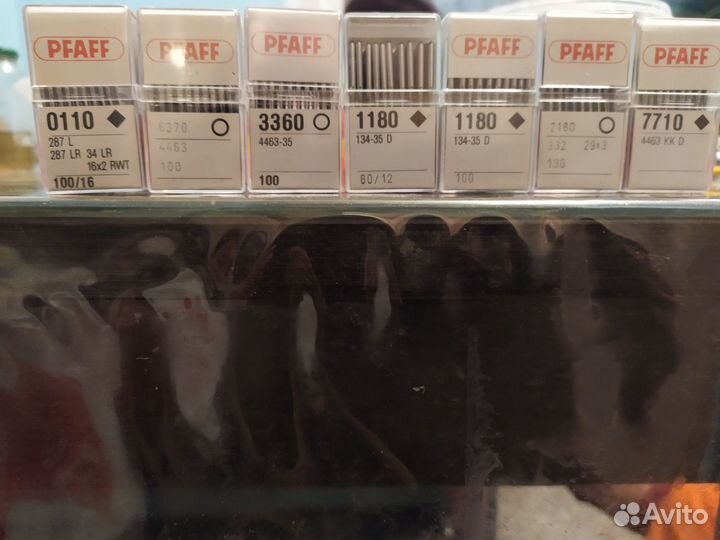 PFAFF
0110
287 L
287 LR 34 LR
16x2 RWT
100/16
PFAFF
6370
4463
100
PFAFF
3360
4463-35
100
PFAFF
1180
134-35 D
80/12
PFAFF
1180
134-35 D
100
PFAFF
2180
332 29x3
130
PFAFF
7710
4463 KK D
100
Avito